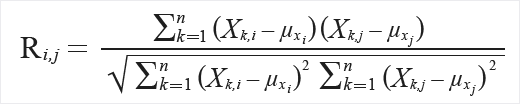 R_{i,j} = \frac{\sum_{k=1}^{n} (X_{k,i} - \mu_{x_i})(X_{k,j} - \mu_{x_j})}{\sqrt{\sum_{k=1}^{n} (X_{k,i} - \mu_{x_i})^2 \sum_{k=1}^{n} (X_{k,j} - \mu_{x_j})^2}}